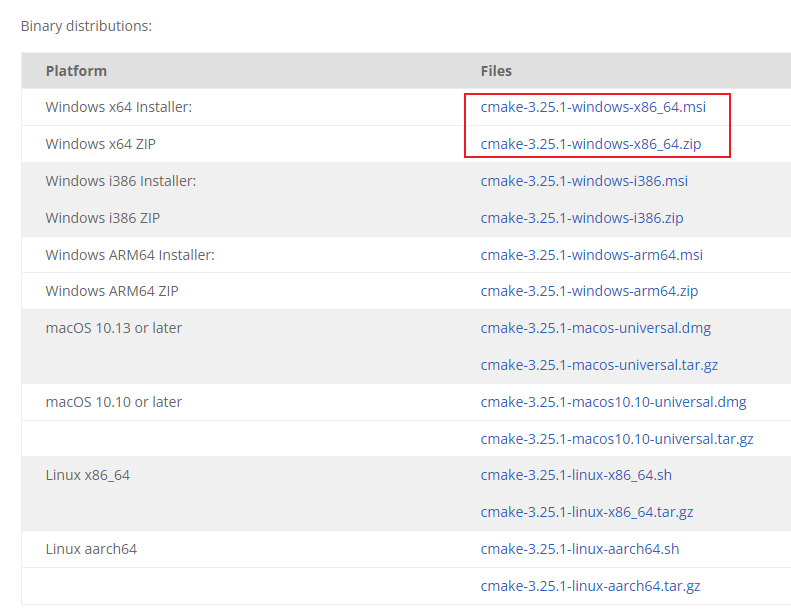 Binary distributions:
Platform Files
Windows x64 Installer: cmake-3.25.1-windows-x86_64.msi
Windows x64 ZIP cmake-3.25.1-windows-x86_64.zip
Windows i386 Installer: cmake-3.25.1-windows-i386.msi
Windows i386 ZIP cmake-3.25.1-windows-i386.zip
Windows ARM64 Installer: cmake-3.25.1-windows-arm64.msi
Windows ARM64 ZIP cmake-3.25.1-windows-arm64.zip
macOS 10.13 or later cmake-3.25.1-macos-universal.dmg
cmake-3.25.1-macos-universal.tar.gz
macOS 10.10 or later cmake-3.25.1-macos10.10-universal.dmg
cmake-3.25.1-macos10.10-universal.tar.gz
Linux x86_64 cmake-3.25.1-linux-x86_64.sh
cmake-3.25.1-linux-x86_64.tar.gz
Linux aarch64 cmake-3.25.1-linux-aarch64.sh
cmake-3.25.1-linux-aarch64.tar.gz